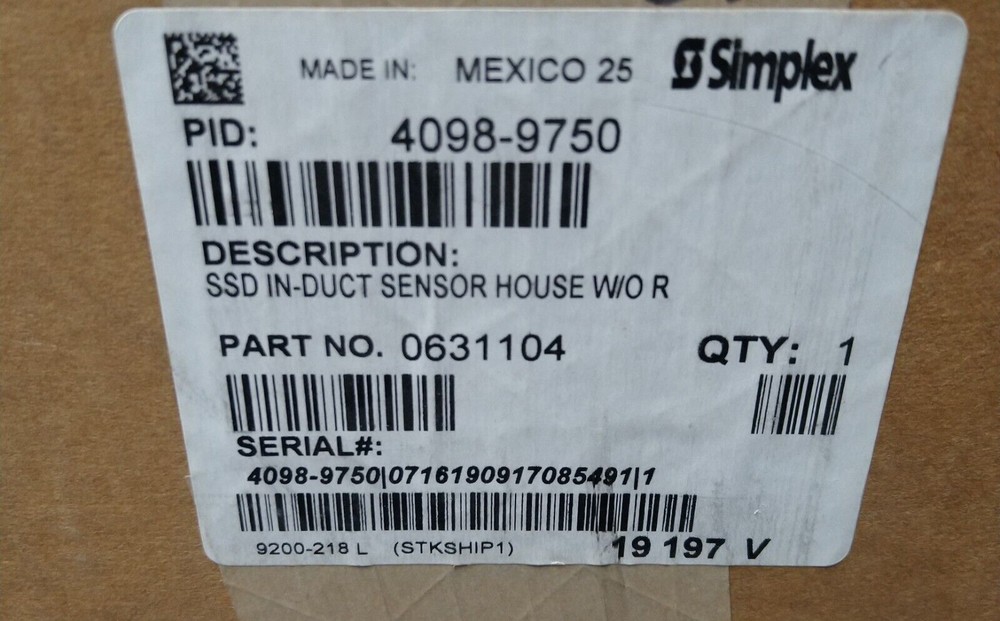 MADE IN: MEXICO 25 Simplex
PID: 4098-9750
DESCRIPTION:
SSD IN-DUCT SENSOR HOUSE W/O R
PART NO. 0631104 QTY: 1
SERIAL#:
4098-9750|0716190917085491|1
9200-218 L (STKSHIP1) 19 197 V